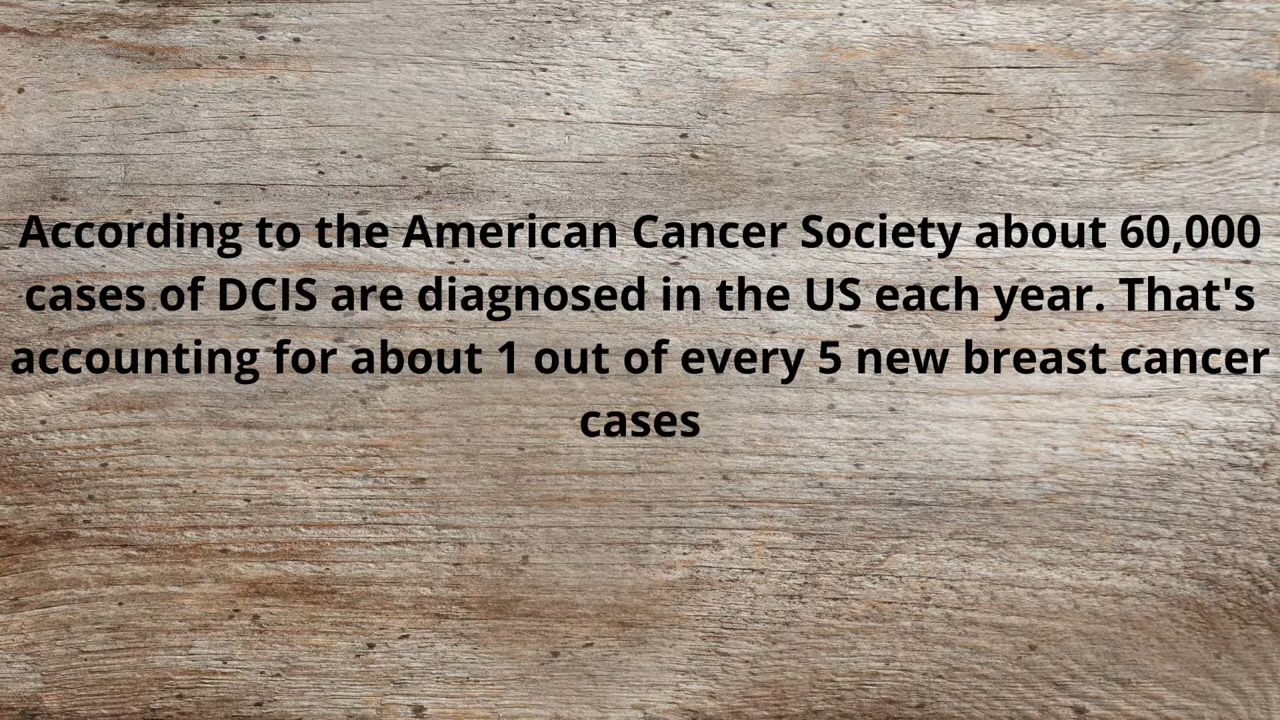 According to the American Cancer Society about 60,000
cases of DCIS are diagnosed in the US each year. That's
accounting for about 1 out of every 5 new breast cancer
cases